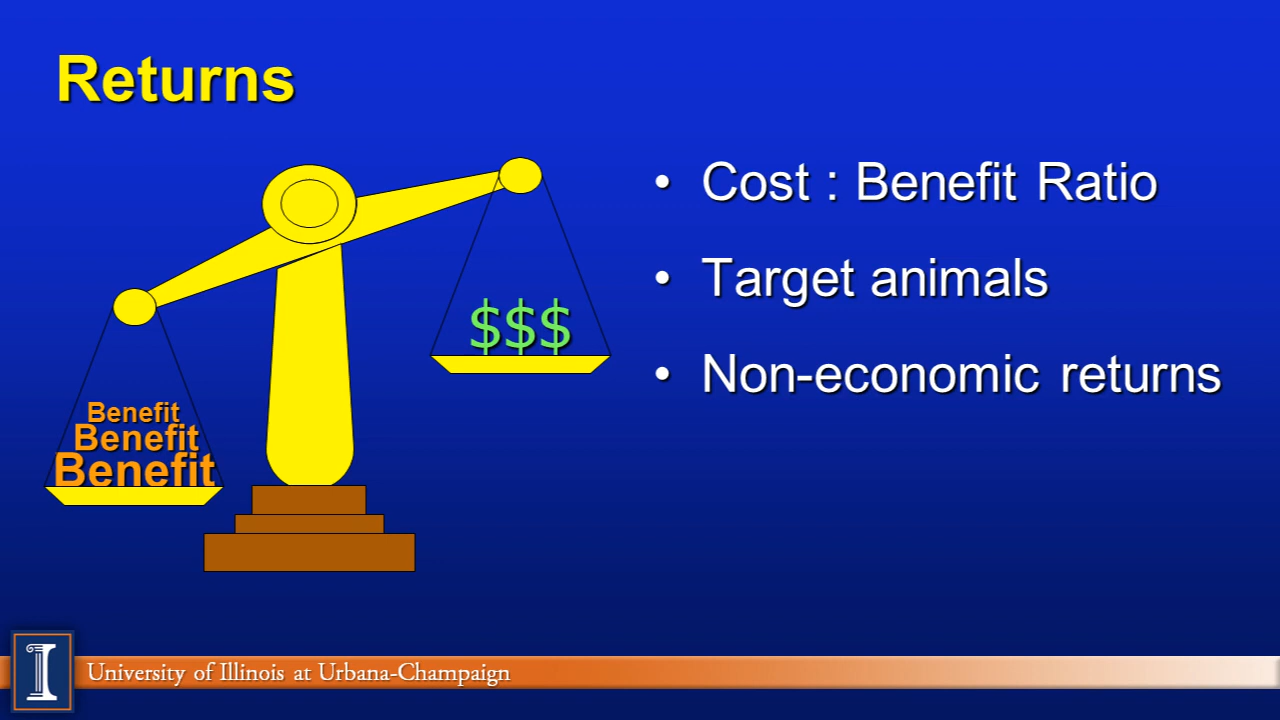 Returns
• Cost : Benefit Ratio
• Target animals
• Non-economic returns
$$$
Benefit
Benefit
Benefit
I
University of Illinois at Urbana-Champaign